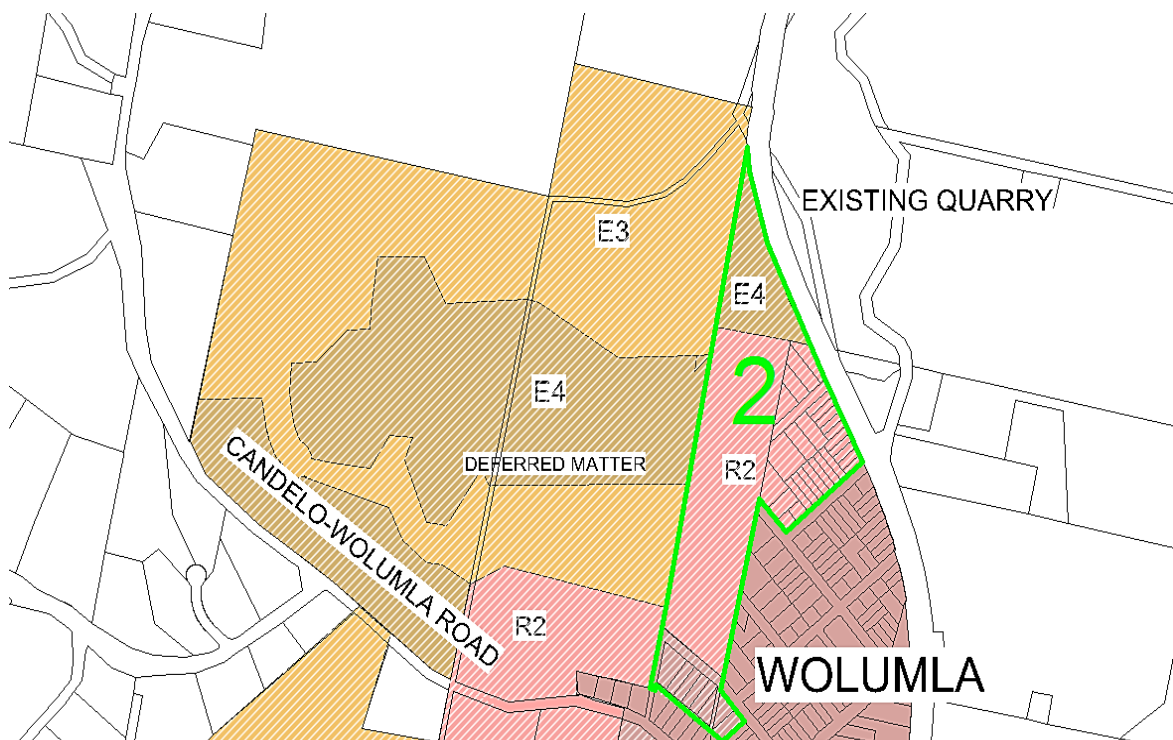 EXISTING QUARRY
E3
E4
2
E4
DEFERRED MATTER
R2
CANDELO-WOLUMLA ROAD
R2
WOLUMLA